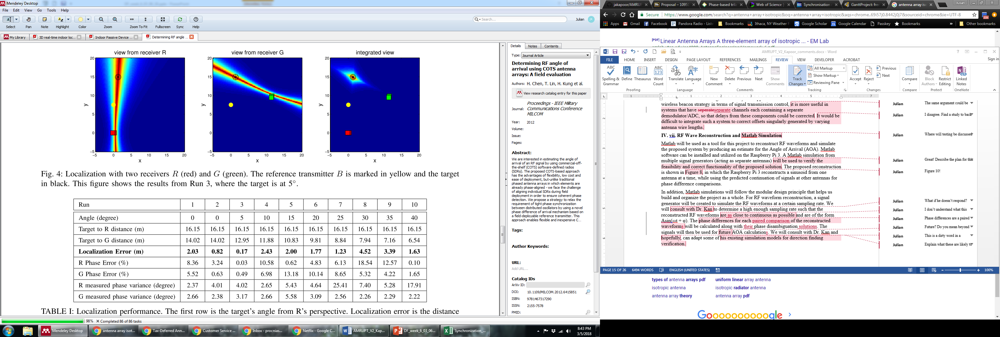 Mendeley Desktop
File Edit View Go Tools Help
Select Pan Note Highlight Color Zoom Zoom To Fit Fullscreen Sync Help
Search...
Julian JK
My Library 3D real-time indoor loc... Indoor Passive Device ... Determining RF angle ...
view from receiver R view from receiver G integrated view
20 20 20
15 15 15
10 10 10
5 5 5
0 0 0
−5 −5 −5
−5 0 5 10 15 20 −5 0 5 10 15 20 −5 0 5 10 15 20
y y y
x x x
Fig. 4: Localization with two receivers R (red) and G (green). The reference transmitter B is marked in yellow and the target
in black. This figure shows the results from Run 3, where the target is at 5°.
Run 1 2 3 4 5 6 7 8 9 10
Angle (degree) 0 0 5 10 15 20 25 30 35 40
Target to R distance (m) 16.15 16.15 16.15 16.15 16.15 16.15 16.15 16.15 16.15 16.15
Target to G distance (m) 14.02 14.02 12.95 11.88 10.83 9.81 8.84 7.94 7.16 6.54
Localization Error (m) 2.03 0.82 0.17 2.43 2.00 1.77 1.23 4.52 3.39 1.63
R Phase Error (%) 8.36 3.24 0.03 10.58 0.62 4.83 6.13 18.54 12.57 0.10
G Phase Error (%) 5.52 0.63 0.49 6.98 13.18 10.14 8.65 5.32 4.22 1.65
R measured phase variance (degree) 2.37 4.01 4.02 2.65 5.43 4.64 25.41 7.40 5.28 17.91
G measured phase variance (degree) 2.66 2.38 3.17 2.66 5.58 3.09 2.56 2.26 2.29 2.22
TABLE I: Localization performance. The first row is the target's angle from R's perspective. Localization error is the distance
98% Completed 86 of 86 tasks
Details Notes Contents
Type: Journal Article
Determining RF angle of
arrival using COTS antenna
arrays: A field evaluation
Authors: H. Chen, T. Lin, H. Kung et al.
View research catalog entry for this paper
Journal: Proceedings - IEEE Military
Communications Conference
MILCOM
Year: 2012
Volume:
Issue:
Pages:
Abstract:
We are interested in estimating the angle of
arrival of an RF signal by using commercial-off-
the-shelf (COTS) software-defined radios
(SDRs). The proposed COTS-based approach
has the advantages of flexibility, low cost and
ease of deployment, but-unlike traditional
phased antenna arrays in which elements are
already phase-aligned - we face the challenge
of aligning individual SDRs during field
deployment in order to ensure coherent phase
detection. We propose a strategy to relax the
requirement of tight phase synchronization
between distributed oscillators by using a novel
phase difference of arrival mechanism based on
a field-deployable reference transmitter. This
approach enables flexible and inexpensive C...
Tags:
Author Keywords:
URL:
Add URL...
Catalog IDs
ArXiv ID:
DOI: 10.1109/MILCOM.2012.6415851
ISBN: 9781467317290
ISSN: 2155-7578
PMID:
jakapoor/AMRUP Proposal – 10951 Phase-based trila Web of Science Synchronisation GanttProject: free antenna array iso Julian
Secure https://www.google.com/search?q=antenna+array+isotropic&oq=antenna+array+isotropic&aqs=chrome..69i57j0.8442j0j7&sourceid=chrome&ie=UTF-8
Apps Gmail Facebook Pandora Radio - Liste Bookmarks Ithaca, NY Weather F Google Scholar Google Calendar Passkey Bookmarks » Other bookmarks
[PDF] Linear Antenna Arrays A three-element array of isotropic ... - EM Lab
AMRUPT_V2_Kapoor_comments.docx - Word
FILE HOME INSERT DESIGN PAGE LAYOUT REFERENCES MAILINGS REVIEW VIEW DEVELOPER ACROBAT Sign in
Spelling & Grammar Define Thesaurus Word Count Translate Language New Comment Delete Previous Next Show Comments Track Changes All Markup Show Markup Reviewing Pane Accept Reject Previous Next Compare Block Authors Restrict Editing Linked Notes
Proofing Language Comments Tracking Changes Compare Protect OneNote
wireless beacon strategy in terms of signal transmission control, it is more useful in
systems that have seperateseparate channels each containing a separate
demodulator/ADC, so that delays from these components could be corrected. It would be
difficult to integrate such a system to correct offsets singularly generated by varying
antenna wire lengths.
IV. vii. RF Wave Reconstruction and Matlab Simulation
Matlab will be used as a tool for this project to reconstruct RF waveforms and simulate
the proposed system by producing an estimate for the Angle of Arrival (AOA). Matlab
software can be installed and utilized on the Raspberry Pi 3. A Matlab simulation from
multiple signal generators (acting as separate antennas) will be used to verify the
feasibility and correct functionality of the proposed solution. The proposed reconstruction
is shown in Figure 8, in which the Raspberry Pi 3 reconstructs a sinusoid from one
antenna at a time, while using the predicted continuation of signals at other antennas for
phase difference comparisons.
In addition, Matlab simulations will follow the modular design principle that helps us
build and organize the project as a whole. For RF waveform reconstruction, a signal
generator will be created to simulate the RF waveforms at a certain sampling rate. We
will consult with Dr. Kan to determine a high enough sampling rate such that the
reconstructed RF waveforms are as close to continuous as possible and are of the form
Asin(ωt + φ). The phase differences for each paired comparison of the reconstructed
waveforms will be calculated along with their phase disambiguation solutions. The
signals will then be used for future AOA calculations. We will consult with Dr. Kan and
hopefully, can adapt some of his existing simulation models for direction finding
verification.
Julian The same argument could be
Julian I disagree. Find a study to back
Julian Where will testing be discussed
Julian Great! Describe the plan for this
Julian Figure 10!
Julian What if he doesn't respond?
Julian I don't understand what this
Julian Phase differences are a paired
Julian Future? Do you mean beyond
Julian This is a dirty word in a
Julian Explain what these are likely to
PAGE 15 OF 26 6494 WORDS ENGLISH (UNITED STATES) 100%
types of antenna arrays pdf uniform linear array antenna
isotropic antenna isotropic radiator antenna
antenna array theory antenna array pdf
Goooooooooogle
Mendeley Desktop antenna array isot... Tax-Deferred Ann... Customer Service ... Inbox - procnias... Netflix - Google C... AMRUPT_V2_Kap... DF_week_6_03_06... Synchronization_...
8:43 PM
3/5/2018